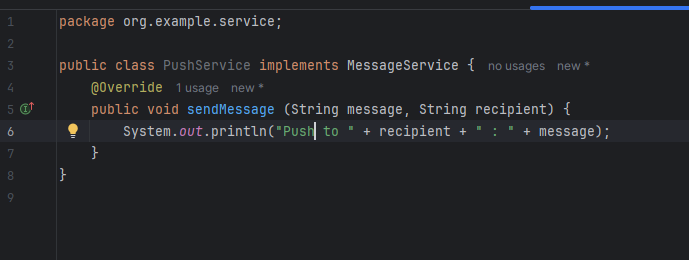 1 package org.example.service;
2
3 public class PushService implements MessageService { no usages new *
4 @Override 1 usage new *
5 public void sendMessage (String message, String recipient) {
6 System.out.println("Push to " + recipient + " : " + message);
7 }
8 }
9